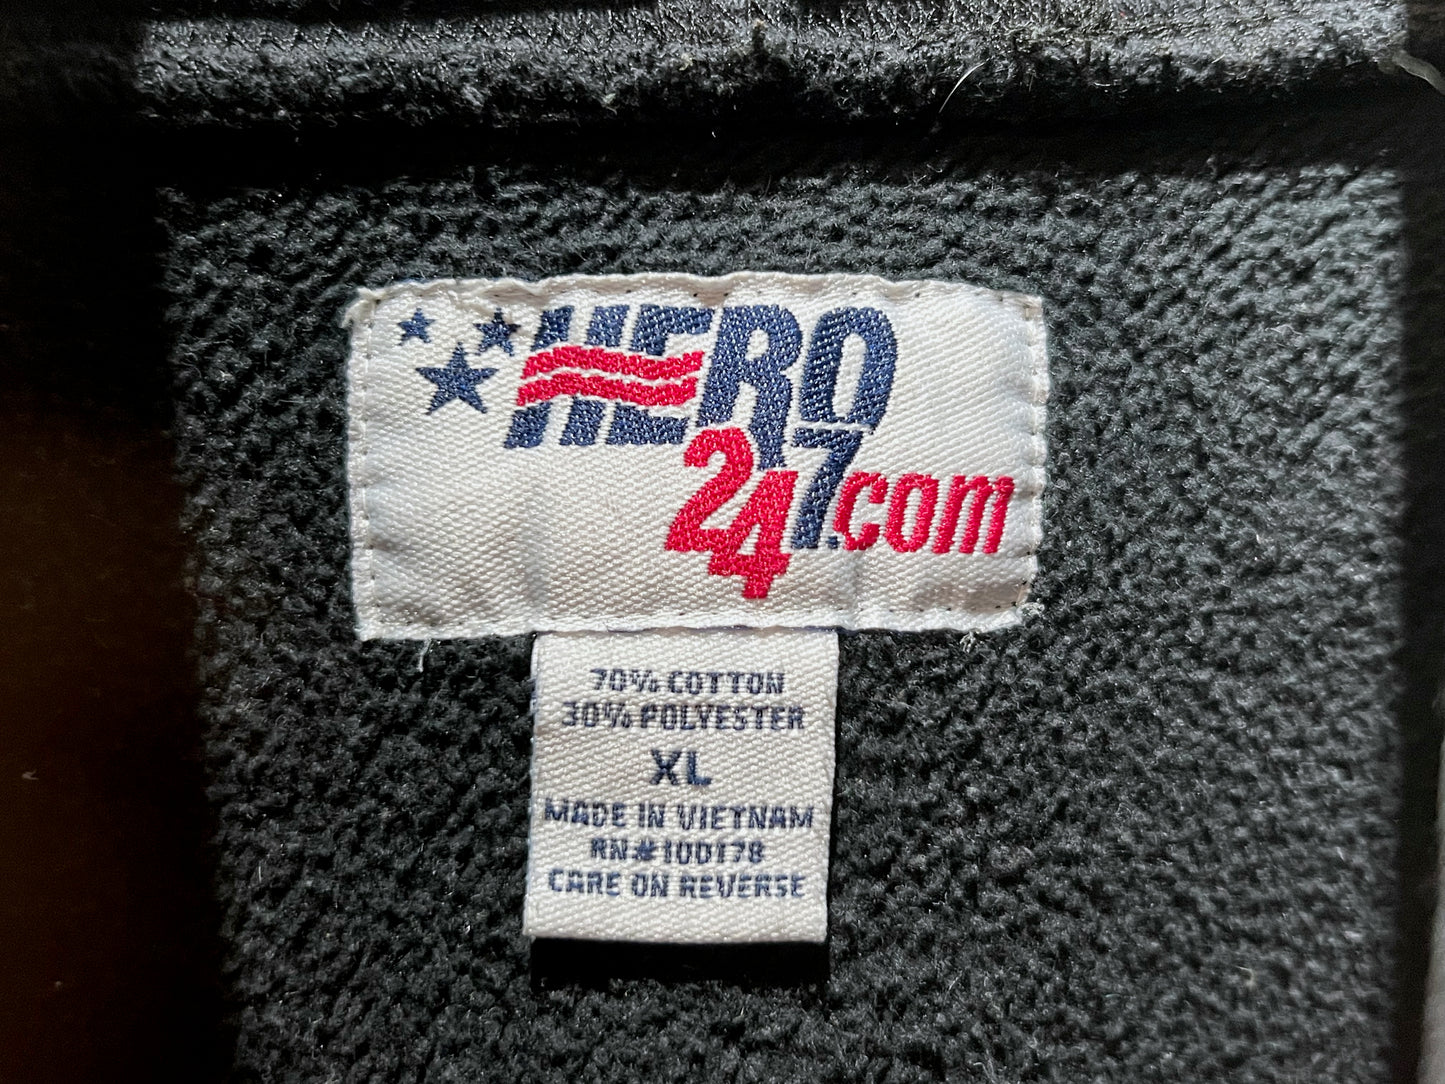 HERO
247.com
70% COTTON
30% POLYESTER
XL
MADE IN VIETNAM
RN#100178
CARE ON REVERSE